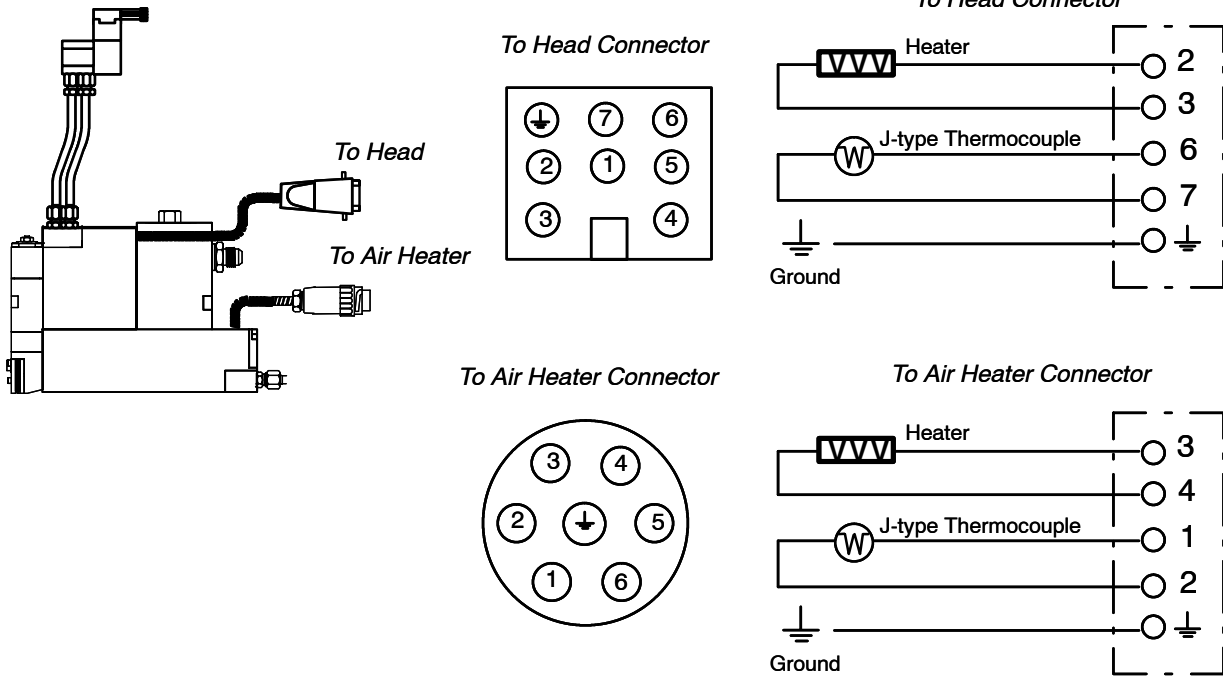 To Head Connector
To Head Connector
Heater
2
3
J-type Thermocouple
6
7
Ground
7 6
2 1 5
3 4
To Head
To Air Heater
To Air Heater Connector
3 4
2 5
1 6
To Air Heater Connector
Heater
3
4
J-type Thermocouple
1
2
Ground